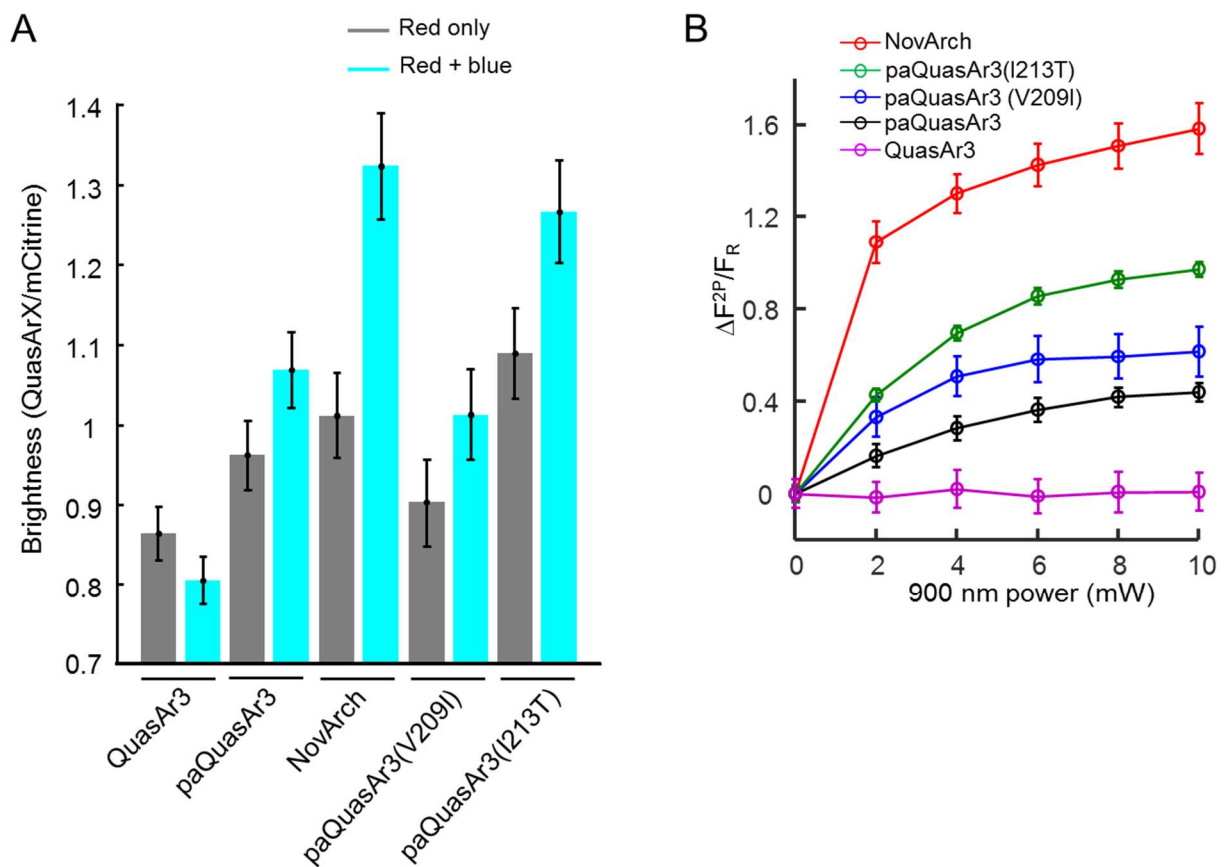 A
Red only
Red + blue
Brightness (QuasArX/mCitrine)
1.4
1.3
1.2
1.1
1
0.9
0.8
0.7
QuasAr3
paQuasAr3
NovArch
paQuasAr3(V209I)
paQuasAr3(I213T)
B
NovArch
paQuasAr3(I213T)
paQuasAr3 (V209I)
paQuasAr3
QuasAr3
ΔF²ᴾ/F_R
1.6
1.2
0.8
0.4
0
0 2 4 6 8 10
900 nm power (mW)